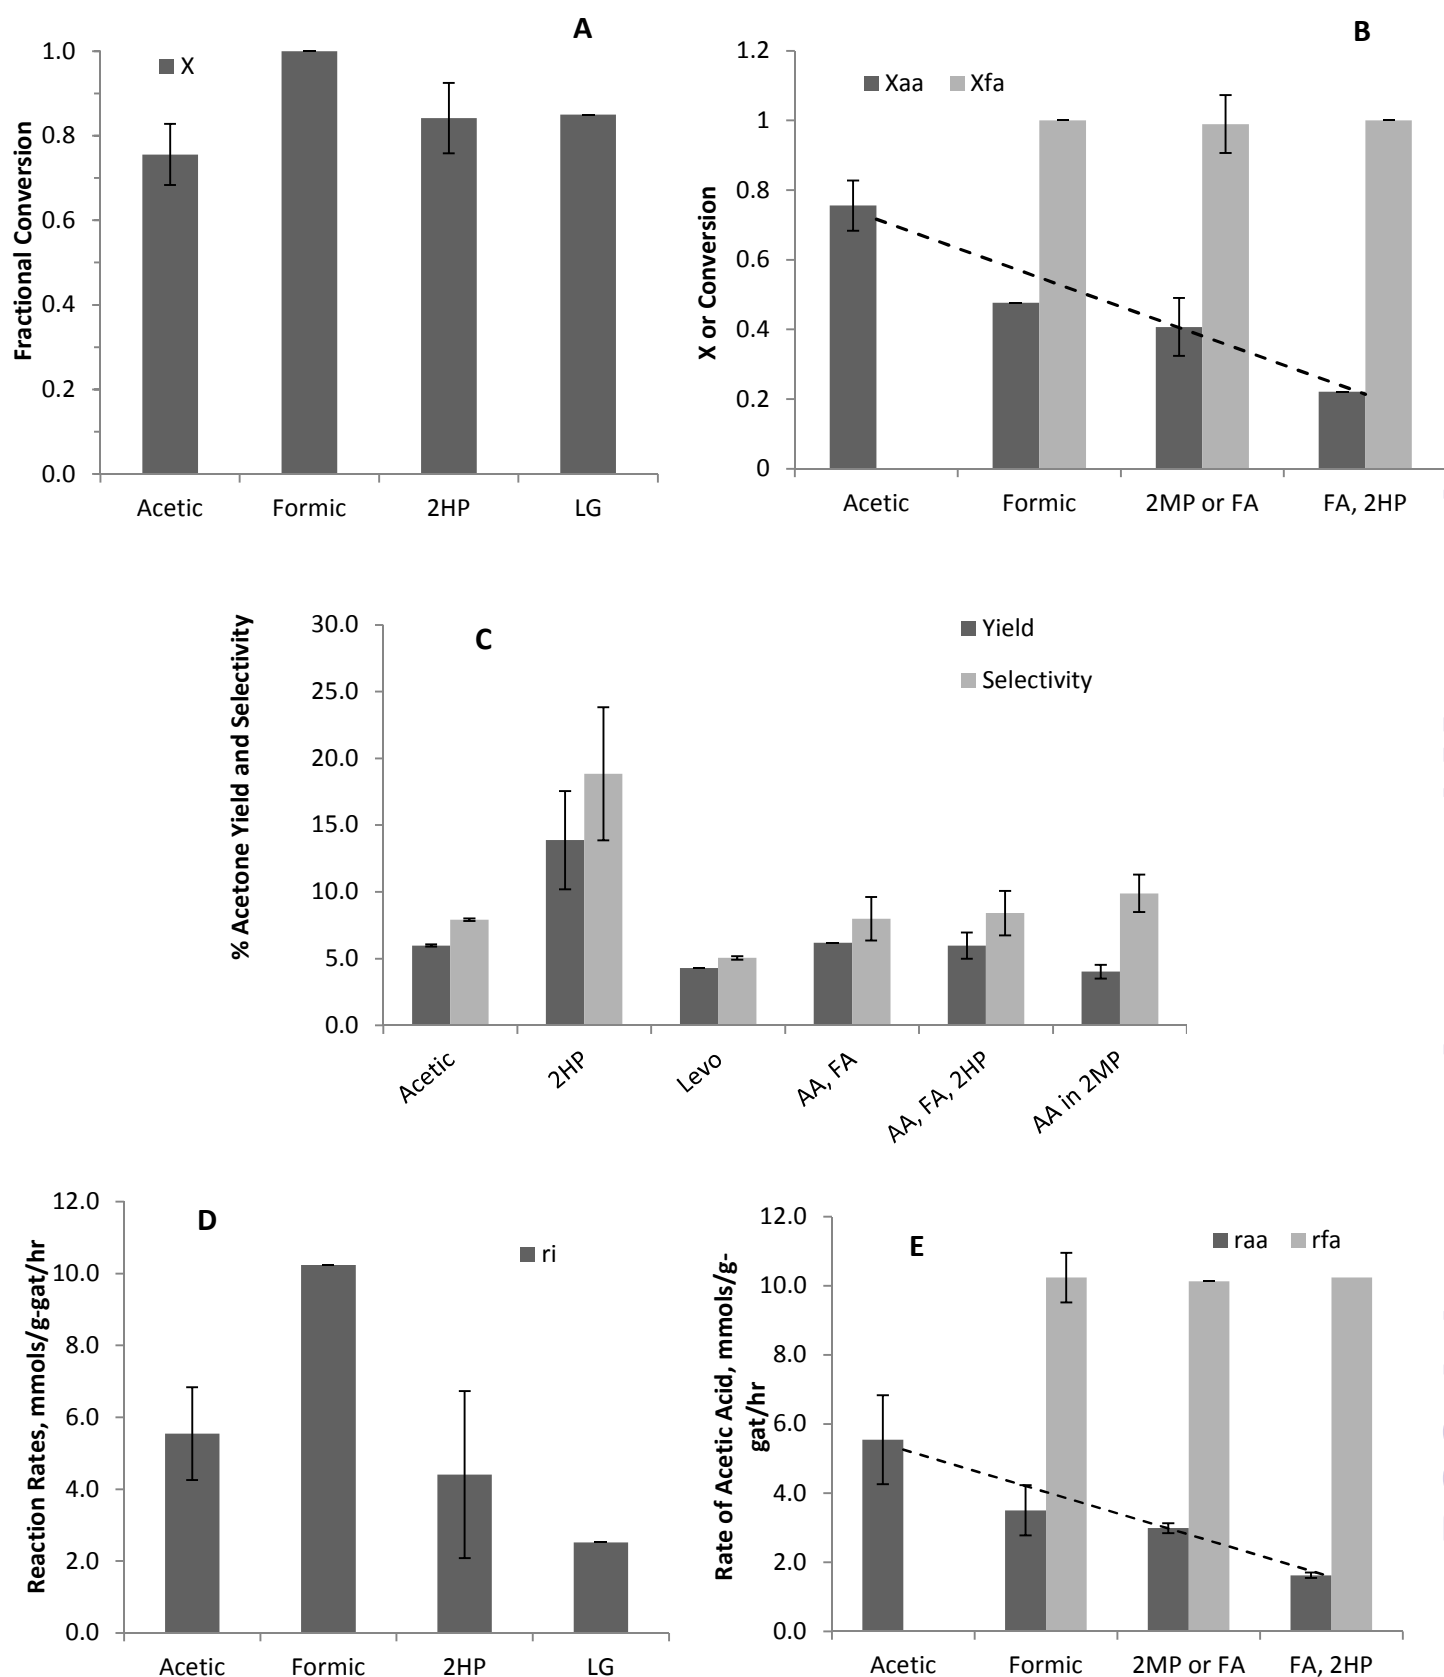 A
X
1.0
0.8
0.6
0.4
0.2
0.0
Fractional Conversion
Acetic Formic 2HP LG
B
Xaa Xfa
1.2
1
0.8
0.6
0.4
0.2
0
X or Conversion
Acetic Formic 2MP or FA FA, 2HP
C
Yield
Selectivity
30.0
25.0
20.0
15.0
10.0
5.0
0.0
% Acetone Yield and Selectivity
Acetic 2HP Levo AA, FA AA, FA, 2HP AA in 2MP
D
ri
12.0
10.0
8.0
6.0
4.0
2.0
0.0
Reaction Rates, mmols/g-gat/hr
Acetic Formic 2HP LG
E
raa rfa
12.0
10.0
8.0
6.0
4.0
2.0
0.0
Rate of Acetic Acid, mmols/g-
gat/hr
Acetic Formic 2MP or FA FA, 2HP